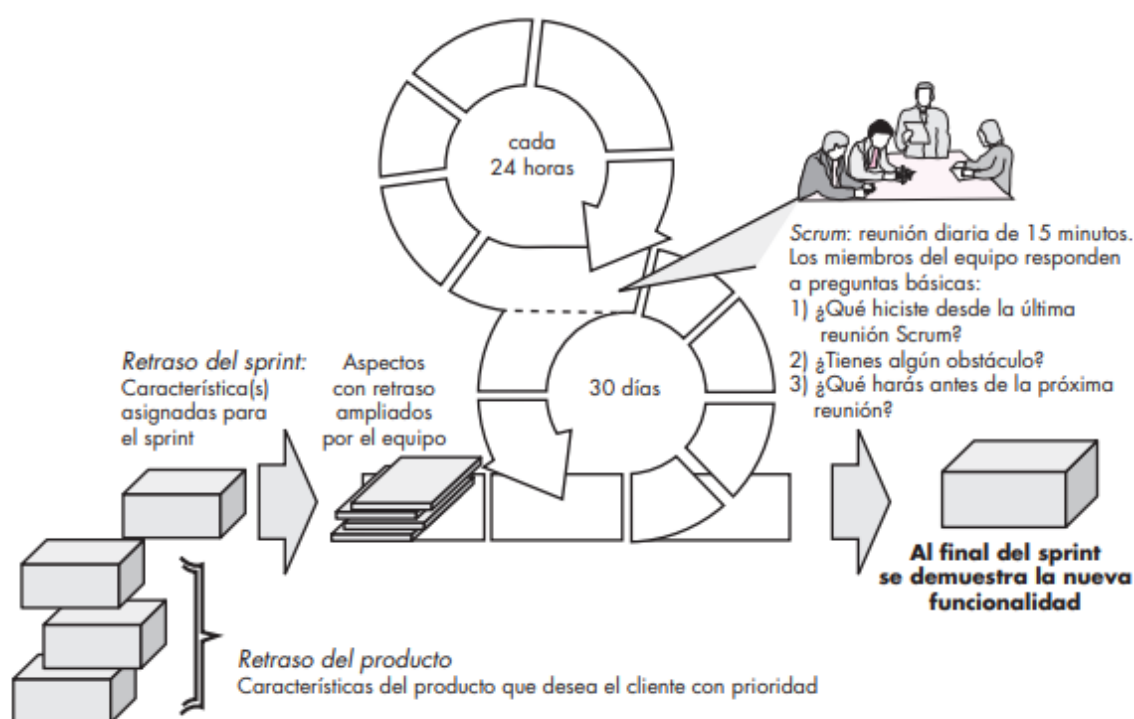 cada
24 horas
Scrum: reunión diaria de 15 minutos.
Los miembros del equipo responden
a preguntas básicas:
1) ¿Qué hiciste desde la última
reunión Scrum?
2) ¿Tienes algún obstáculo?
3) ¿Qué harás antes de la próxima
reunión?
Retraso del sprint:
Característica(s)
asignadas para
el sprint
Aspectos
con retraso
ampliados
por el equipo
30 días
Al final del sprint
se demuestra la nueva
funcionalidad
Retraso del producto
Características del producto que desea el cliente con prioridad